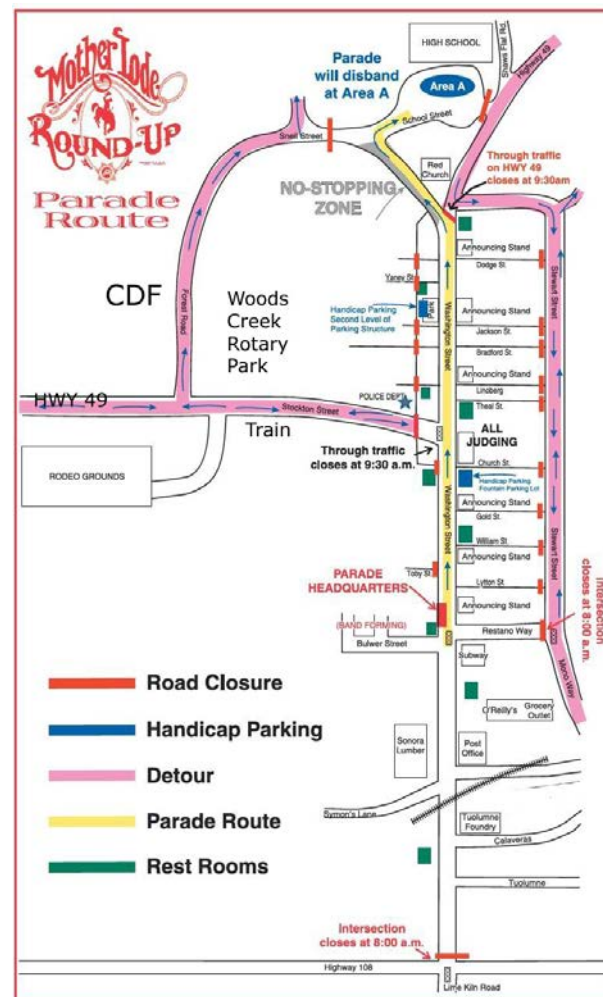 Mother Lode
ROUND-UP
Parade
Route
Parade
will disband
at Area A
HIGH SCHOOL
Area A
Shaws Flat Rd.
Highway 49
Snell Street
School Street
Red
Church
Through traffic
on HWY 49
closes at 9:30am
NO-STOPPING
ZONE
Announcing Stand
Dodge St.
Yaney St.
CDF
Woods
Creek
Rotary
Park
Forest Road
Handicap Parking
Second Level of
Parking Structure
Park
Washington Street
Announcing Stand
Jackson St.
Bradford St.
Stewart Street
Announcing Stand
Linoberg
Theal St.
POLICE DEPT
HWY 49
Stockton Street
Train
ALL
JUDGING
RODEO GROUNDS
Through traffic
closes at 9:30 a.m.
Church St.
Handicap Parking
Fountain Parking Lot
Announcing Stand
Gold St.
Washington Street
William St.
Announcing Stand
Stewart Street
Toby St.
Lytton St.
PARADE
HEADQUARTERS
Announcing Stand
Intersection
closes at 8:00 a.m.
(BAND FORMING)
Bulwer Street
Restano Way
Mono Way
Subway
O'Reilly's
Grocery
Outlet
Road Closure
Handicap Parking
Detour
Parade Route
Rest Rooms
Sonora
Lumber
Post
Office
Symon's Lane
Tuolumne
Foundry
Calaveras
Tuolumne
Intersection
closes at 8:00 a.m.
Highway 108
Lime Kiln Road